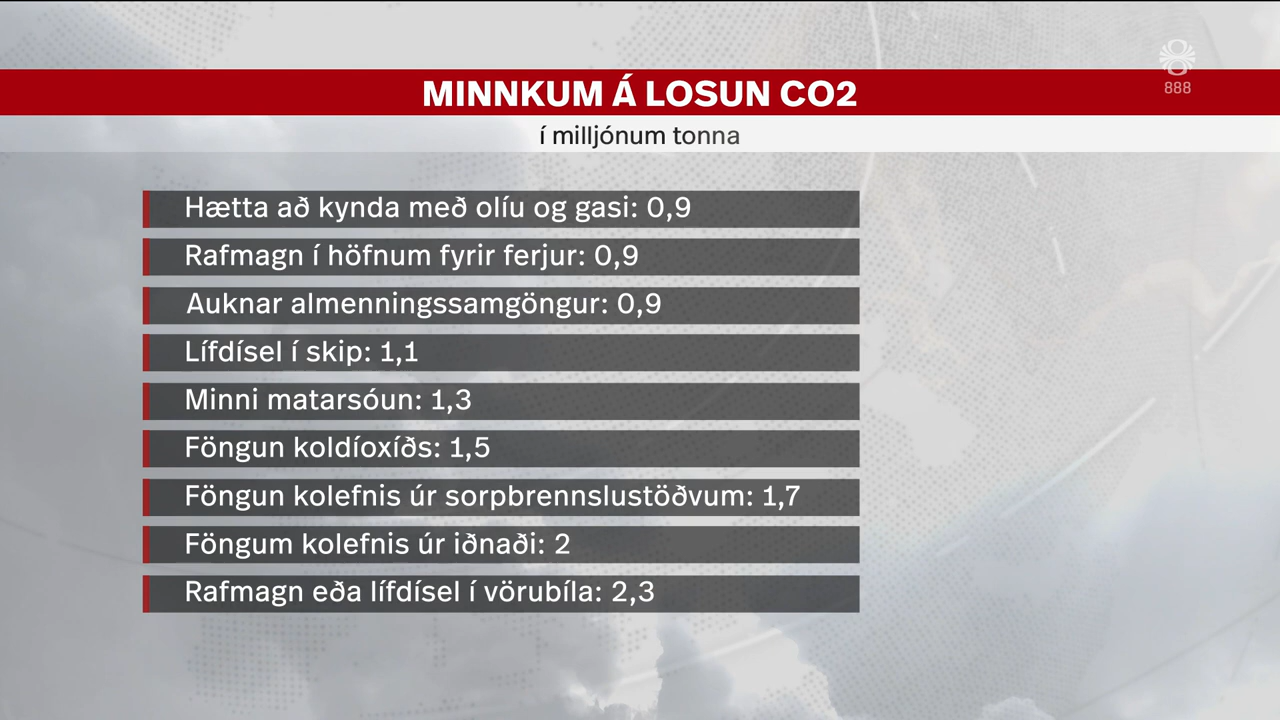 888
MINNKUM Á LOSUN CO2
í milljónum tonna
Hætta að kynda með olíu og gasi: 0,9
Rafmagn í höfnum fyrir ferjur: 0,9
Auknar almenningssamgöngur: 0,9
Lífdísel í skip: 1,1
Minni matarsóun: 1,3
Föngun koldíoxíðs: 1,5
Föngun kolefnis úr sorpbrennslustöðvum: 1,7
Föngum kolefnis úr iðnaði: 2
Rafmagn eða lífdísel í vörubíla: 2,3